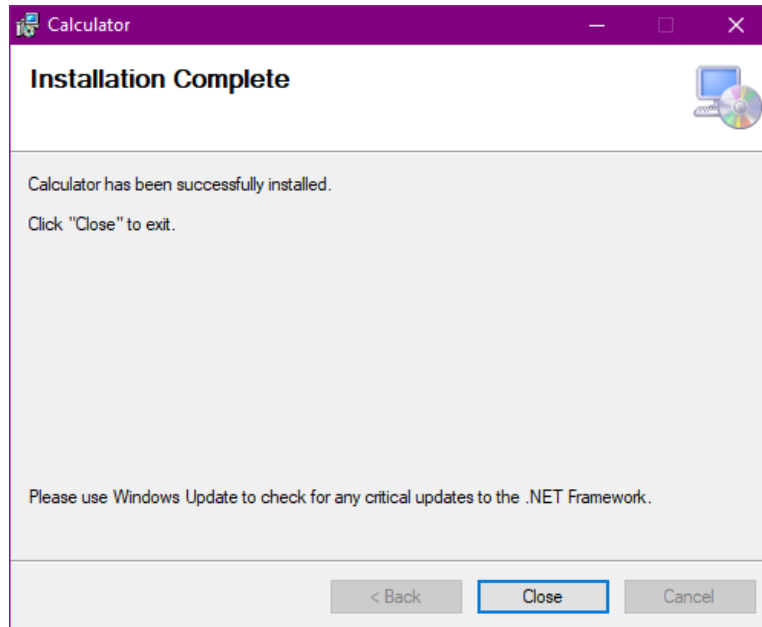 Calculator
Installation Complete
Calculator has been successfully installed.
Click "Close" to exit.
Please use Windows Update to check for any critical updates to the .NET Framework.
< Back
Close
Cancel